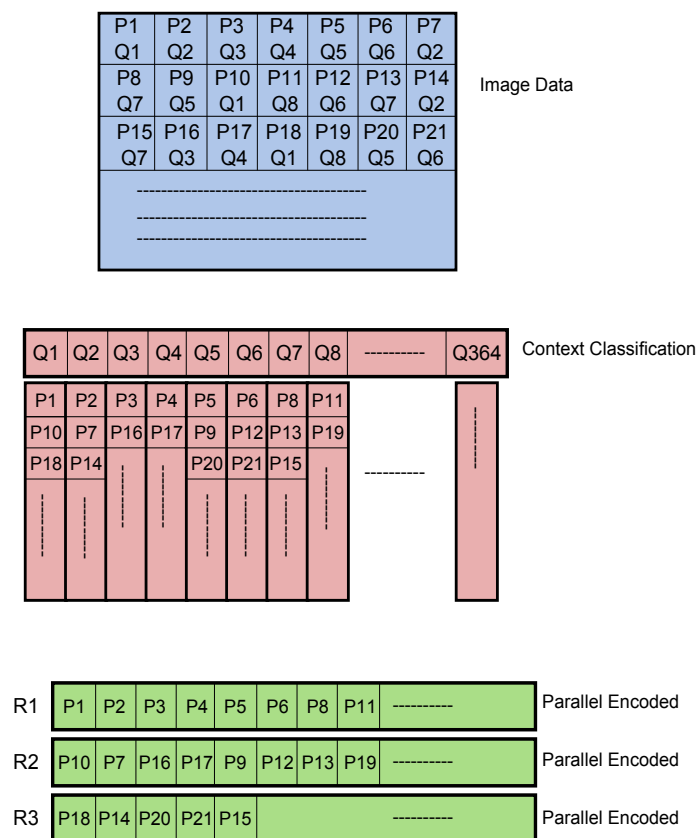 P1 P2 P3 P4 P5 P6 P7
Q1 Q2 Q3 Q4 Q5 Q6 Q2
P8 P9 P10 P11 P12 P13 P14
Q7 Q5 Q1 Q8 Q6 Q7 Q2
P15 P16 P17 P18 P19 P20 P21
Q7 Q3 Q4 Q1 Q8 Q5 Q6
Image Data
Q1 Q2 Q3 Q4 Q5 Q6 Q7 Q8 ---------- Q364
Context Classification
P1 P2 P3 P4 P5 P6 P8 P11
P10 P7 P16 P17 P9 P12 P13 P19
P18 P14 P20 P21 P15
R1 P1 P2 P3 P4 P5 P6 P8 P11 ---------- Parallel Encoded
R2 P10 P7 P16 P17 P9 P12 P13 P19 ---------- Parallel Encoded
R3 P18 P14 P20 P21 P15 ---------- Parallel Encoded